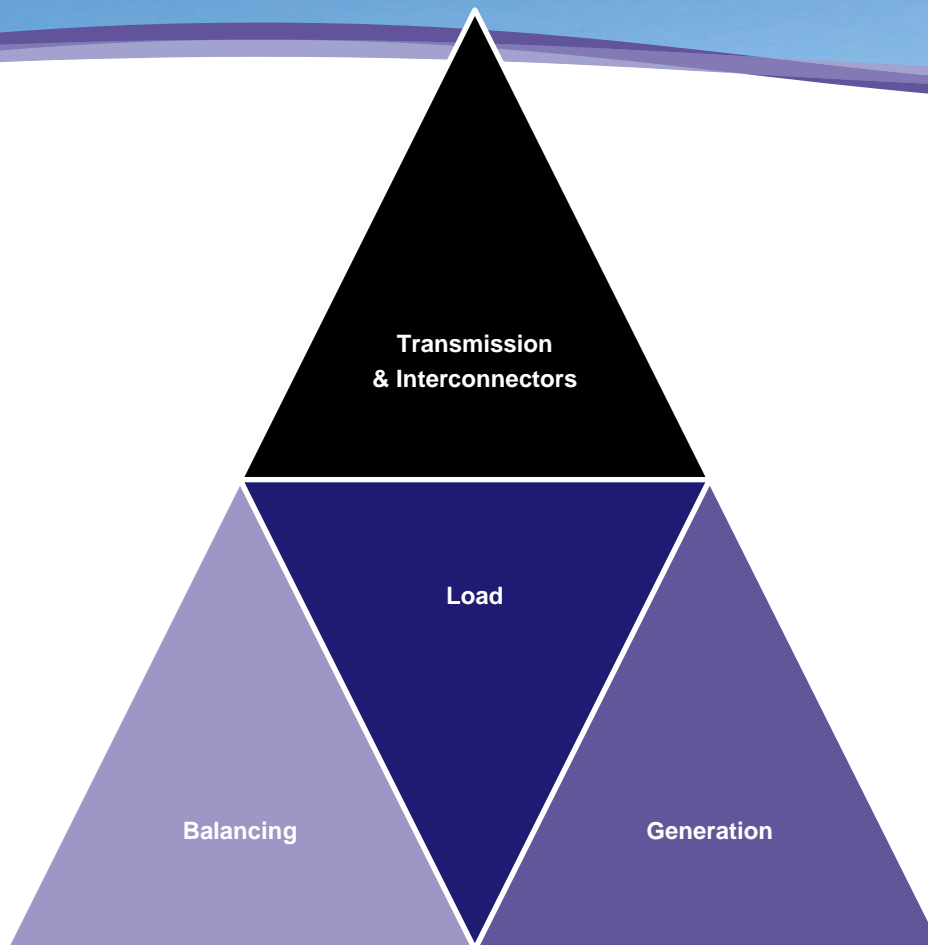 Transmission
& Interconnectors
Load
Balancing
Generation